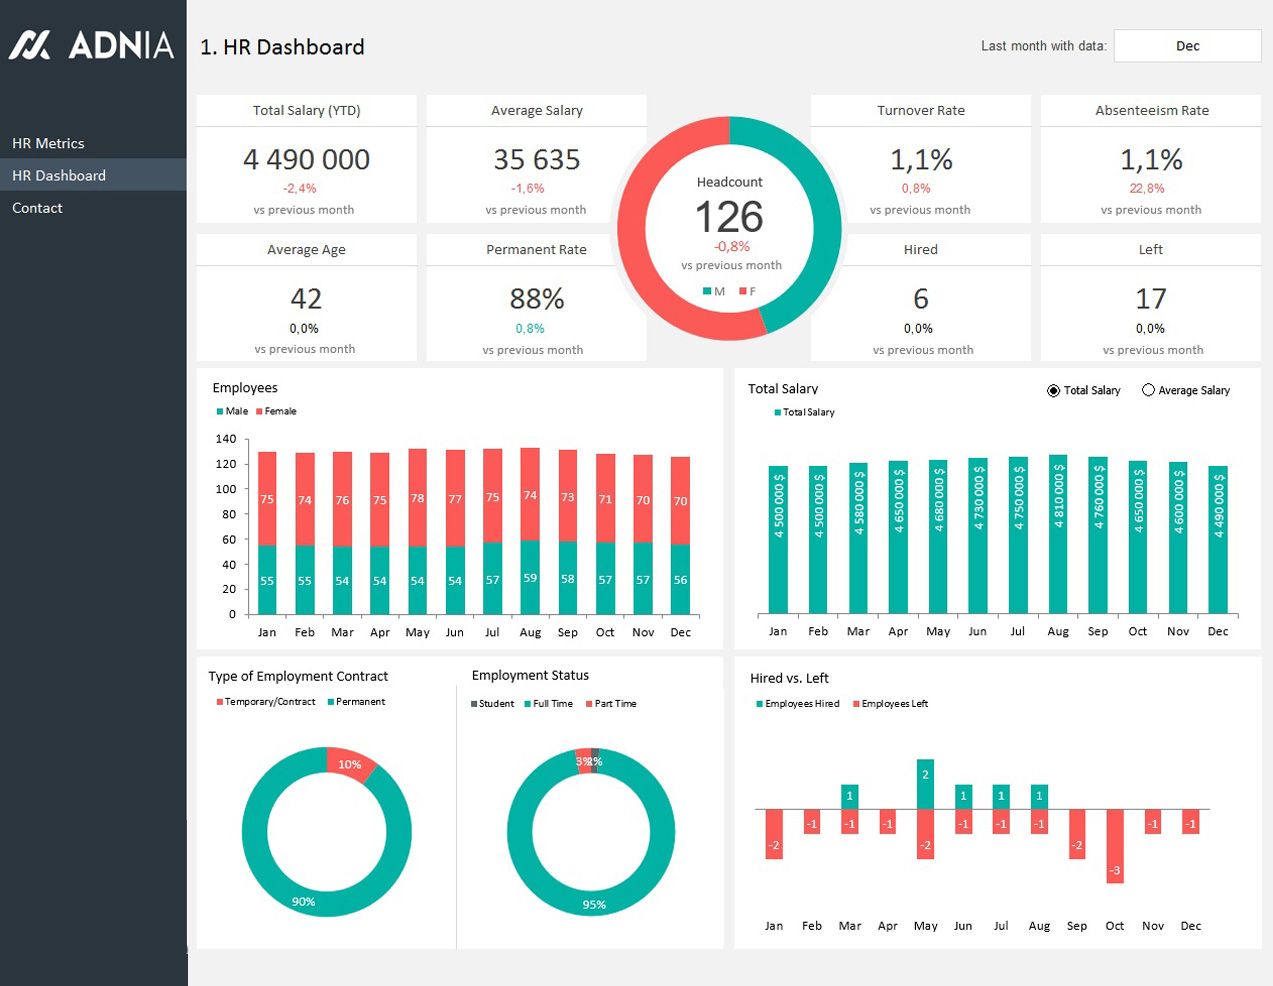 ADNIA
1. HR Dashboard
Last month with data:
Dec
HR Metrics
HR Dashboard
Contact
Total Salary (YTD)
4 490 000
-2,4%
vs previous month
Average Salary
35 635
-1,6%
vs previous month
Headcount
126
-0,8%
vs previous month
M F
Turnover Rate
1,1%
0,8%
vs previous month
Absenteeism Rate
1,1%
22,8%
vs previous month
Average Age
42
0,0%
vs previous month
Permanent Rate
88%
0,8%
vs previous month
Hired
6
0,0%
vs previous month
Left
17
0,0%
vs previous month
Employees
Male Female
140
120
100
80
60
40
20
0
75 74 76 75 78 77 75 74 73 71 70 70
55 55 54 54 54 54 57 59 58 57 57 56
Jan Feb Mar Apr May Jun Jul Aug Sep Oct Nov Dec
Total Salary
Total Salary Average Salary
Total Salary
4 500 000 $
4 500 000 $
4 580 000 $
4 650 000 $
4 680 000 $
4 730 000 $
4 750 000 $
4 810 000 $
4 760 000 $
4 650 000 $
4 600 000 $
4 490 000 $
Jan Feb Mar Apr May Jun Jul Aug Sep Oct Nov Dec
Type of Employment Contract
Temporary/Contract Permanent
10%
90%
Employment Status
Student Full Time Part Time
3% 2%
95%
Hired vs. Left
Employees Hired Employees Left
1 2 1 1 1
-2 -1 -1 -1 -2 -1 -1 -1 -2 -3 -1 -1
Jan Feb Mar Apr May Jun Jul Aug Sep Oct Nov Dec